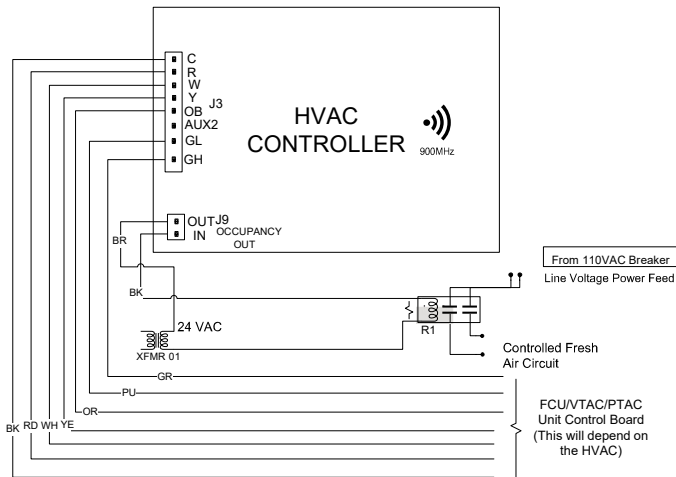 C
R
W
Y
J3
OB
AUX2
GL
GH
HVAC
CONTROLLER
900MHz
OUT J9
IN
OCCUPANCY
OUT
BR
BK
From 110VAC Breaker
Line Voltage Power Feed
24 VAC
XFMR 01
R1
Controlled Fresh
Air Circuit
GR
PU
OR
BK RD WH YE
FCU/VTAC/PTAC
Unit Control Board
(This will depend on
the HVAC)